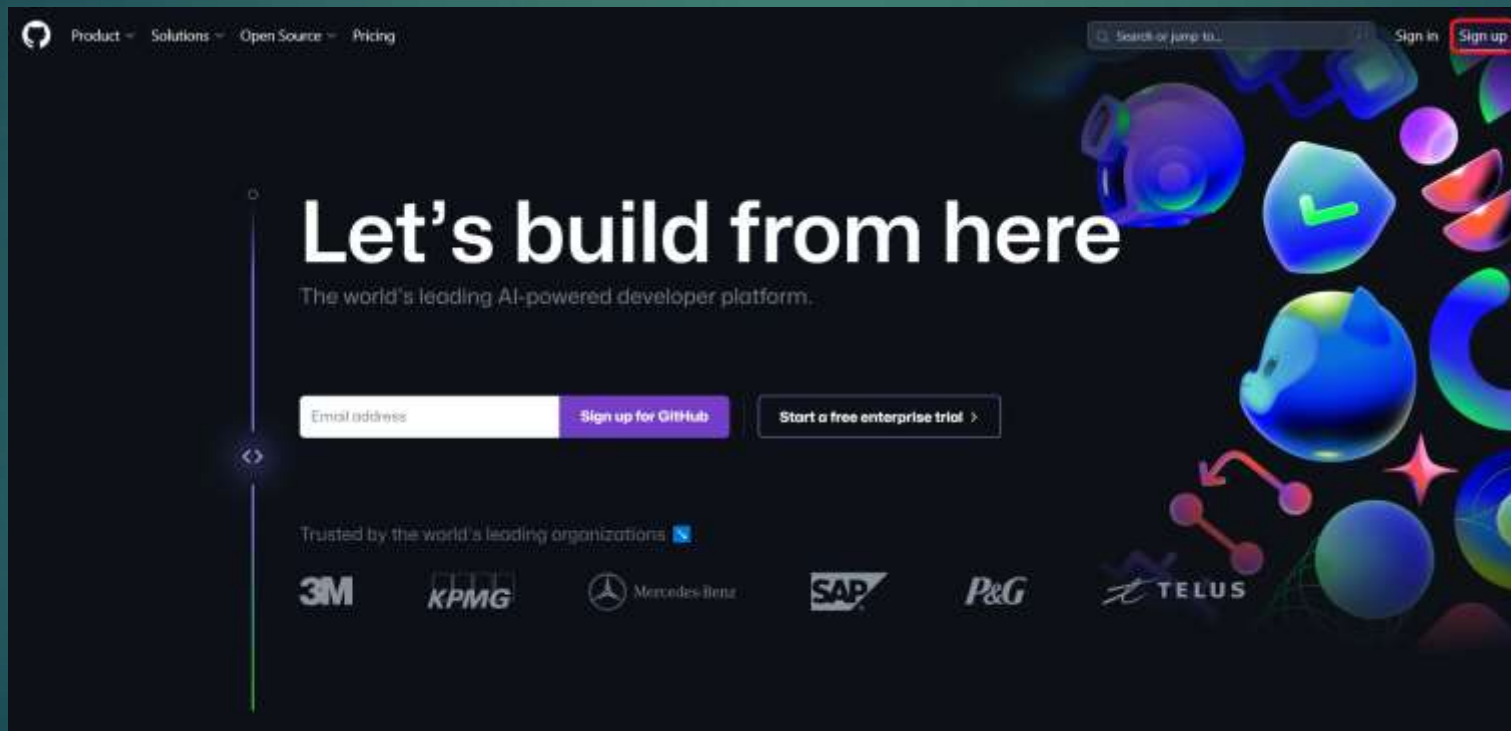 Product Solutions Open Source Pricing
Search or jump to...
Sign in
Sign up
Let's build from here
The world's leading AI-powered developer platform.
Email address
Sign up for GitHub
Start a free enterprise trial >
Trusted by the world's leading organizations
3M
KPMG
Mercedes-Benz
SAP
P&G
TELUS